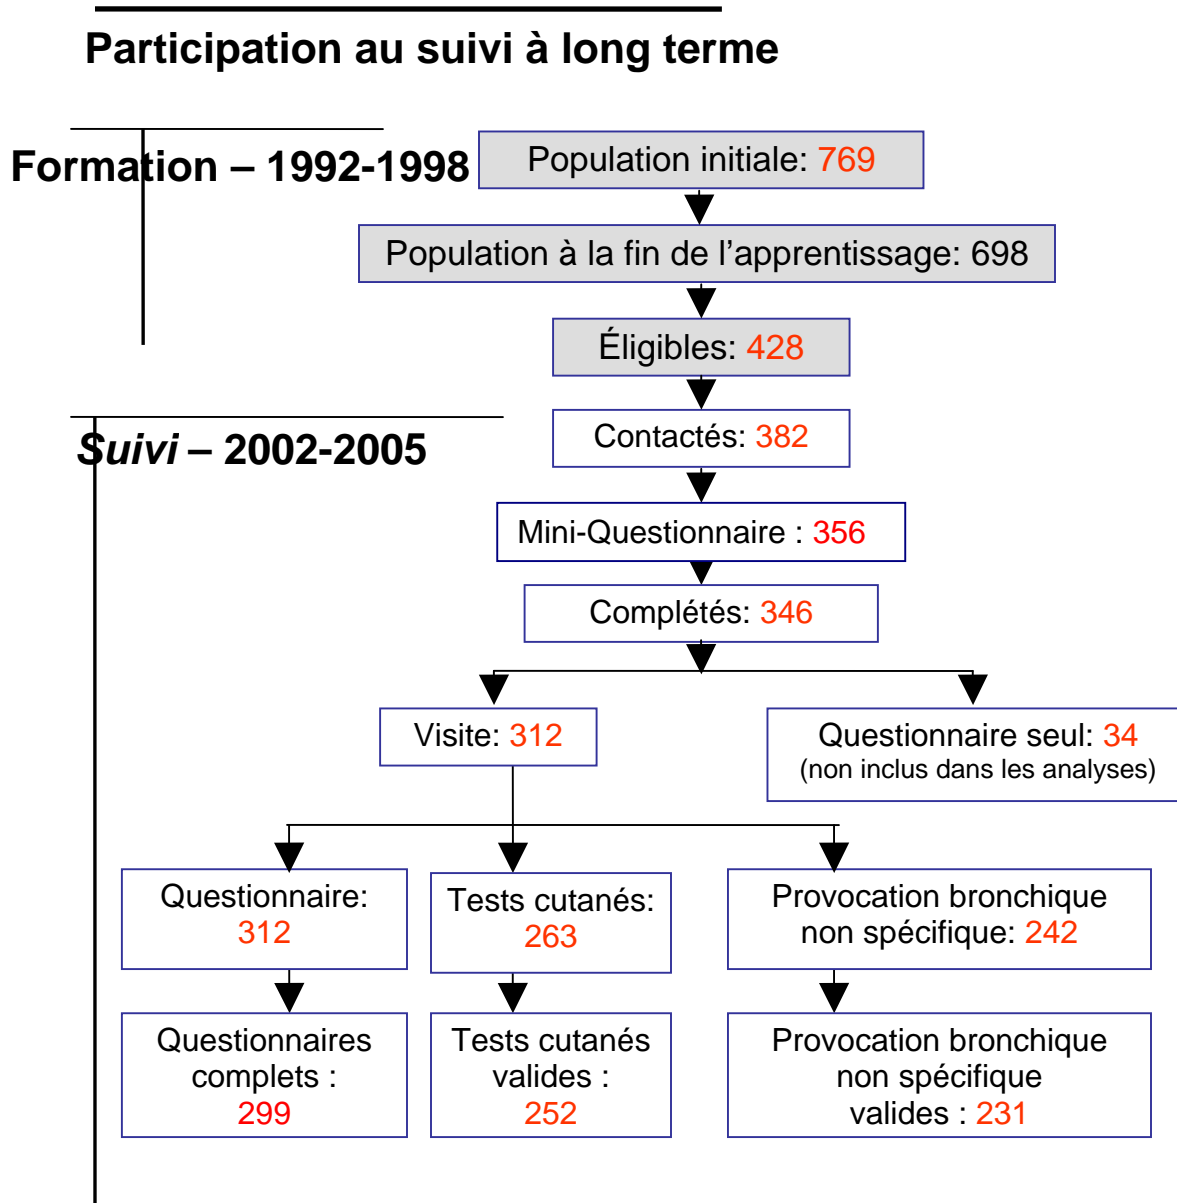 Participation au suivi à long terme
Formation – 1992-1998
Population initiale: 769
Population à la fin de l’apprentissage: 698
Éligibles: 428
Suivi – 2002-2005
Contactés: 382
Mini-Questionnaire : 356
Complétés: 346
Visite: 312
Questionnaire seul: 34
(non inclus dans les analyses)
Questionnaire:
312
Tests cutanés:
263
Provocation bronchique
non spécifique: 242
Questionnaires
complets :
299
Tests cutanés
valides :
252
Provocation bronchique
non spécifique
valides : 231